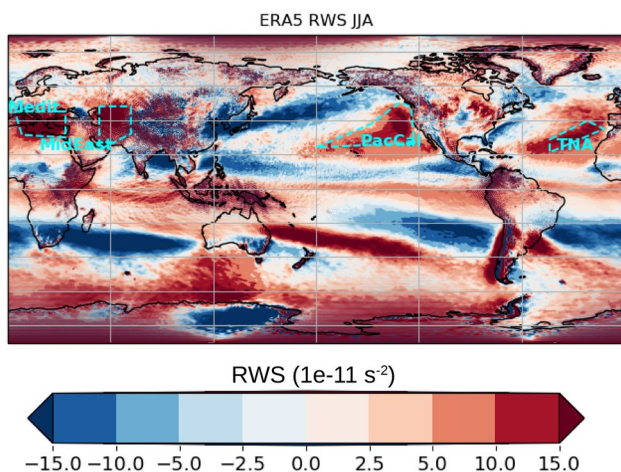 ERA5 RWS JJA
Medit
MidEast
PacCal
TNA
RWS (1e-11 s⁻²)
−15.0 −10.0 −5.0 −2.5 0.0 2.5 5.0 10.0 15.0